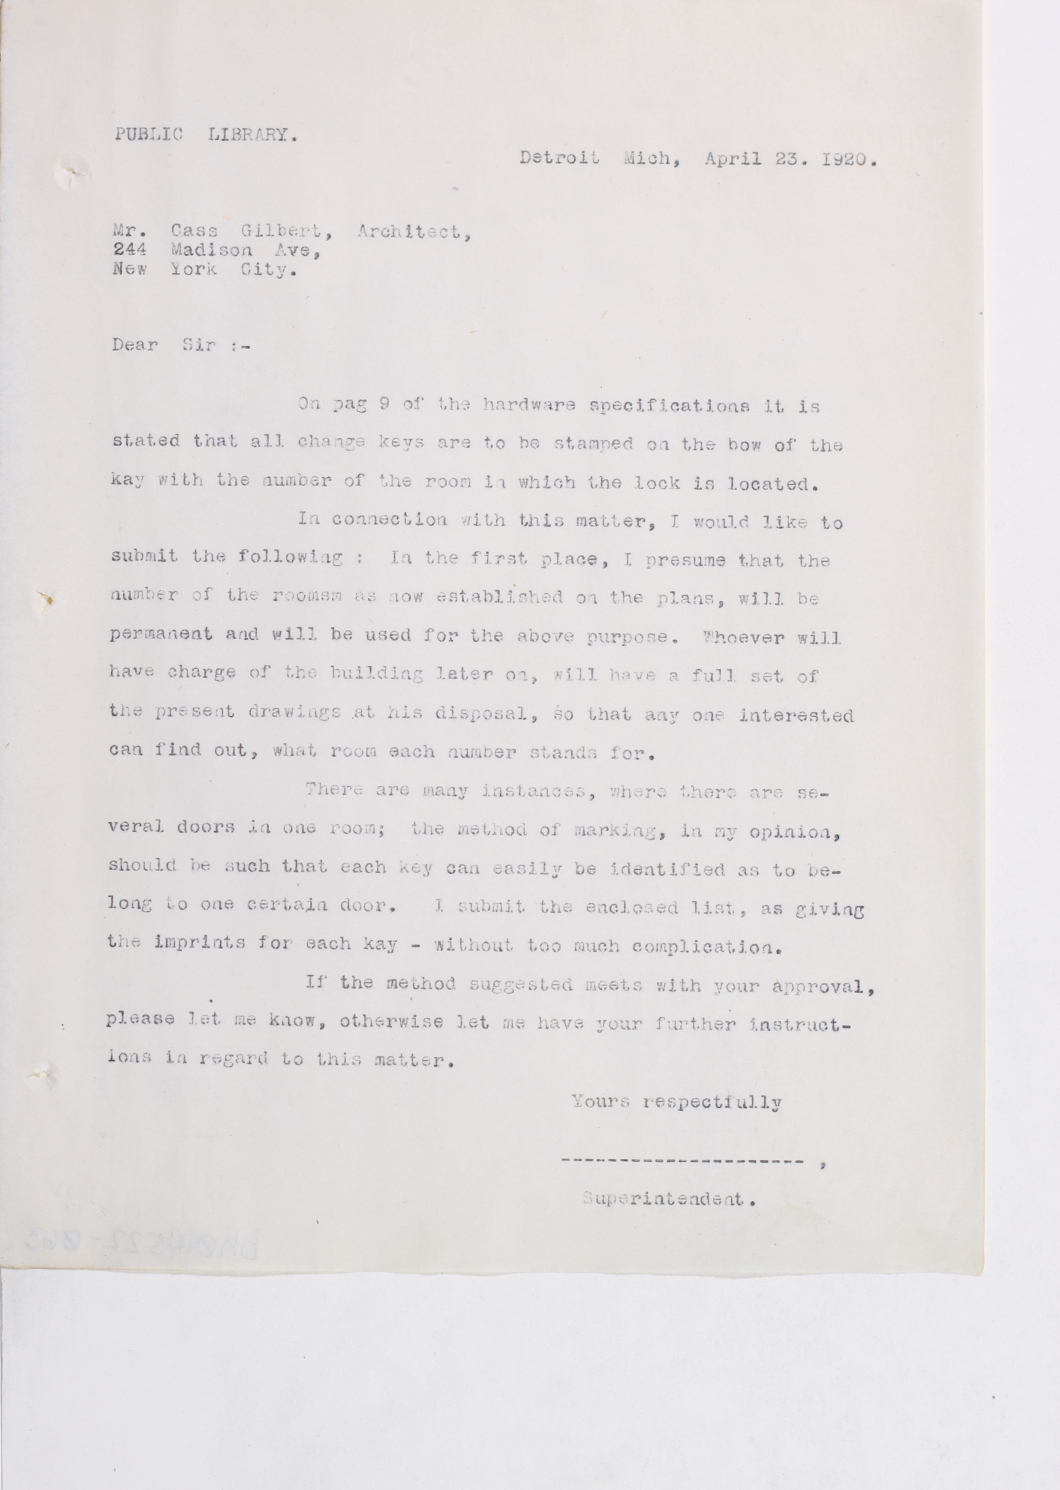 PUBLIC LIBRARY.
Detroit Mich, April 23. 1920.
Mr. Cass Gilbert, Architect,
244 Madison Ave,
New York City.
Dear Sir :-
On pag 9 of the hardware specifications it is
stated that all change keys are to be stamped on the bow of the
kay with the number of the room in which the lock is located.
In connection with this matter, I would like to
submit the following : In the first place, I presume that the
number of the roomsm as now established on the plans, will be
permanent and will be used for the above purpose. Whoever will
have charge of the building later on, will have a full set of
the present drawings at his disposal, so that any one interested
can find out, what room each number stands for.
There are many instances, where there are se-
veral doors in one room; the method of marking, in my opinion,
should be such that each key can easily be identified as to be-
long to one certain door. I submit the enclosed list, as giving
the imprints for each kay - without too much complication.
If the method suggested meets with your approval,
please let me know, otherwise let me have your further instruct-
ions in regard to this matter.
Yours respectfully
--------------------- ,
Superintendent.